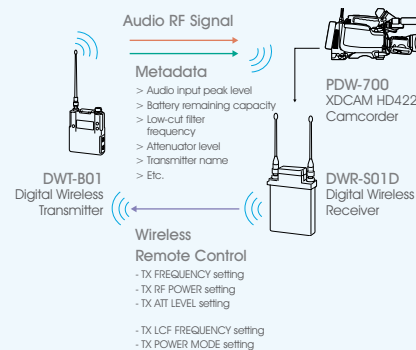 Audio RF Signal
Metadata
> Audio input peak level
> Battery remaining capacity
> Low-cut filter
frequency
> Attenuator level
> Transmitter name
> Etc.
PDW-700
XDCAM HD422
Camcorder
DWT-B01
Digital Wireless
Transmitter
DWR-S01D
Digital Wireless
Receiver
Wireless
Remote Control
- TX FREQUENCY setting
- TX RF POWER setting
- TX ATT LEVEL setting
- TX LCF FREQUENCY setting
- TX POWER MODE setting